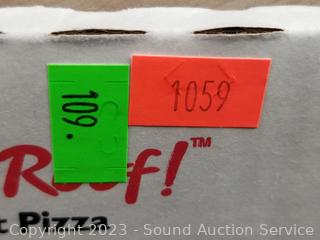 109.
1059
Roof!™
t Pizza
Copyright 2023 - Sound Auction Service